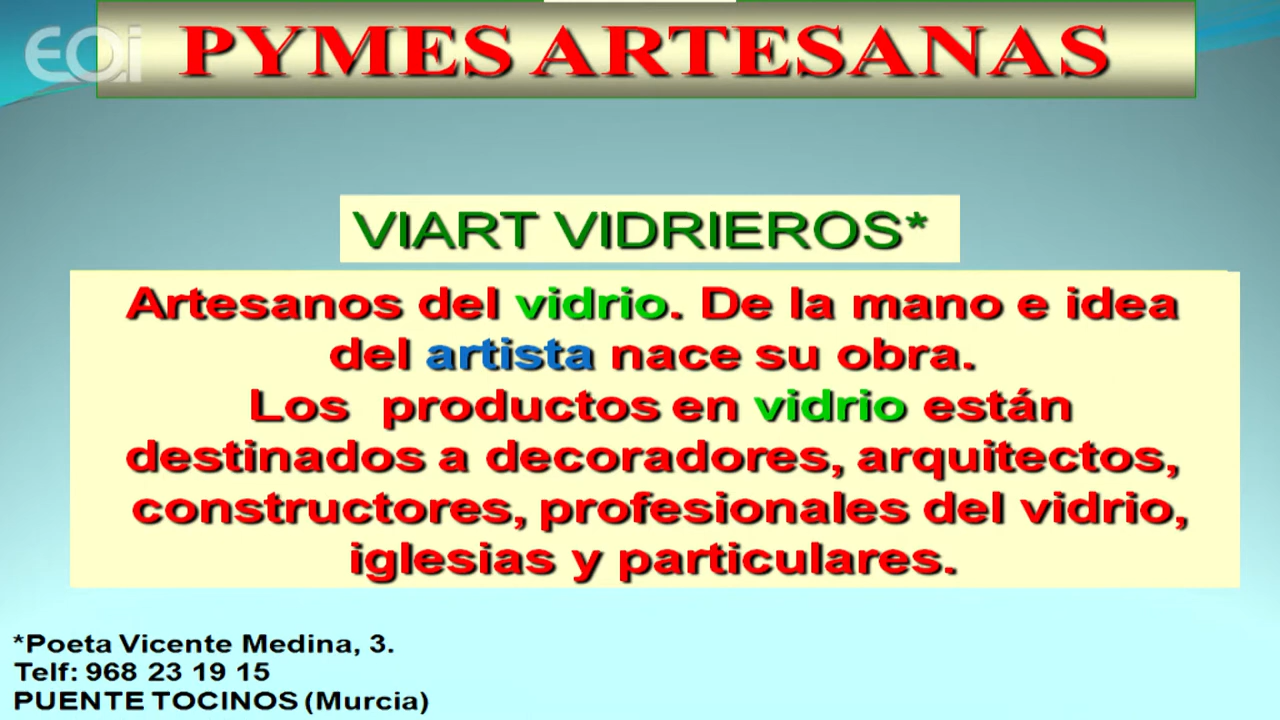 EOI
PYMES ARTESANAS
VIART VIDRIEROS*
Artesanos del vidrio. De la mano e idea
del artista nace su obra.
Los productos en vidrio están
destinados a decoradores, arquitectos,
constructores, profesionales del vidrio,
iglesias y particulares.
*Poeta Vicente Medina, 3.
Telf: 968 23 19 15
PUENTE TOCINOS (Murcia)